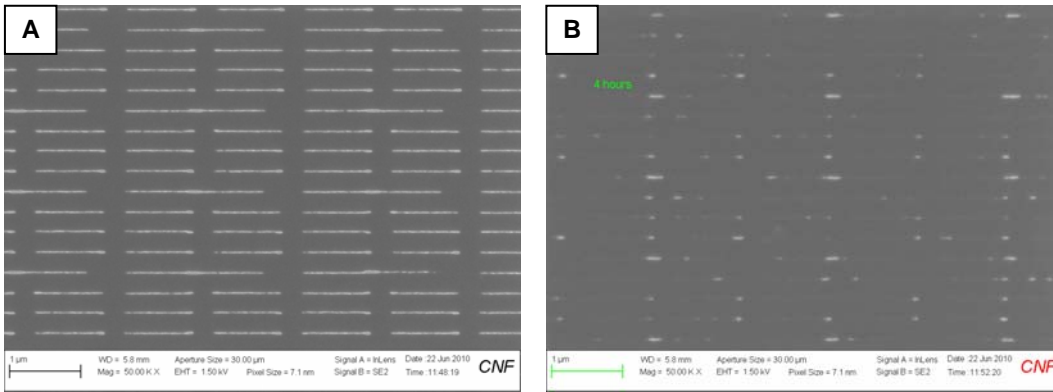 A
1 µm
WD = 5.8 mm Aperture Size = 30.00 µm Signal A = InLens Date :22 Jun 2010
Mag = 50.00 K X EHT = 1.50 kV Pixel Size = 7.1 nm Signal B = SE2 Time :11:48:19
CNF
B
4 hours
1 µm
WD = 5.8 mm Aperture Size = 30.00 µm Signal A = InLens Date :22 Jun 2010
Mag = 50.00 K X EHT = 1.50 kV Pixel Size = 7.1 nm Signal B = SE2 Time :11:52:20
CNF